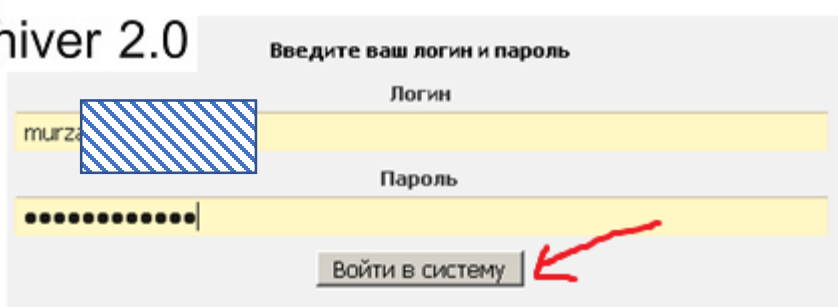 hiver 2.0
Введите ваш логин и пароль
Логин
murza
Пароль
••••••••••••
Войти в систему